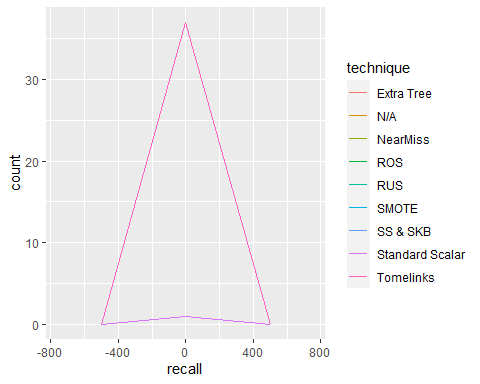 30
20
10
0
count
-800 -400 0 400 800
recall
technique
Extra Tree
N/A
NearMiss
ROS
RUS
SMOTE
SS & SKB
Standard Scalar
Tomelinks